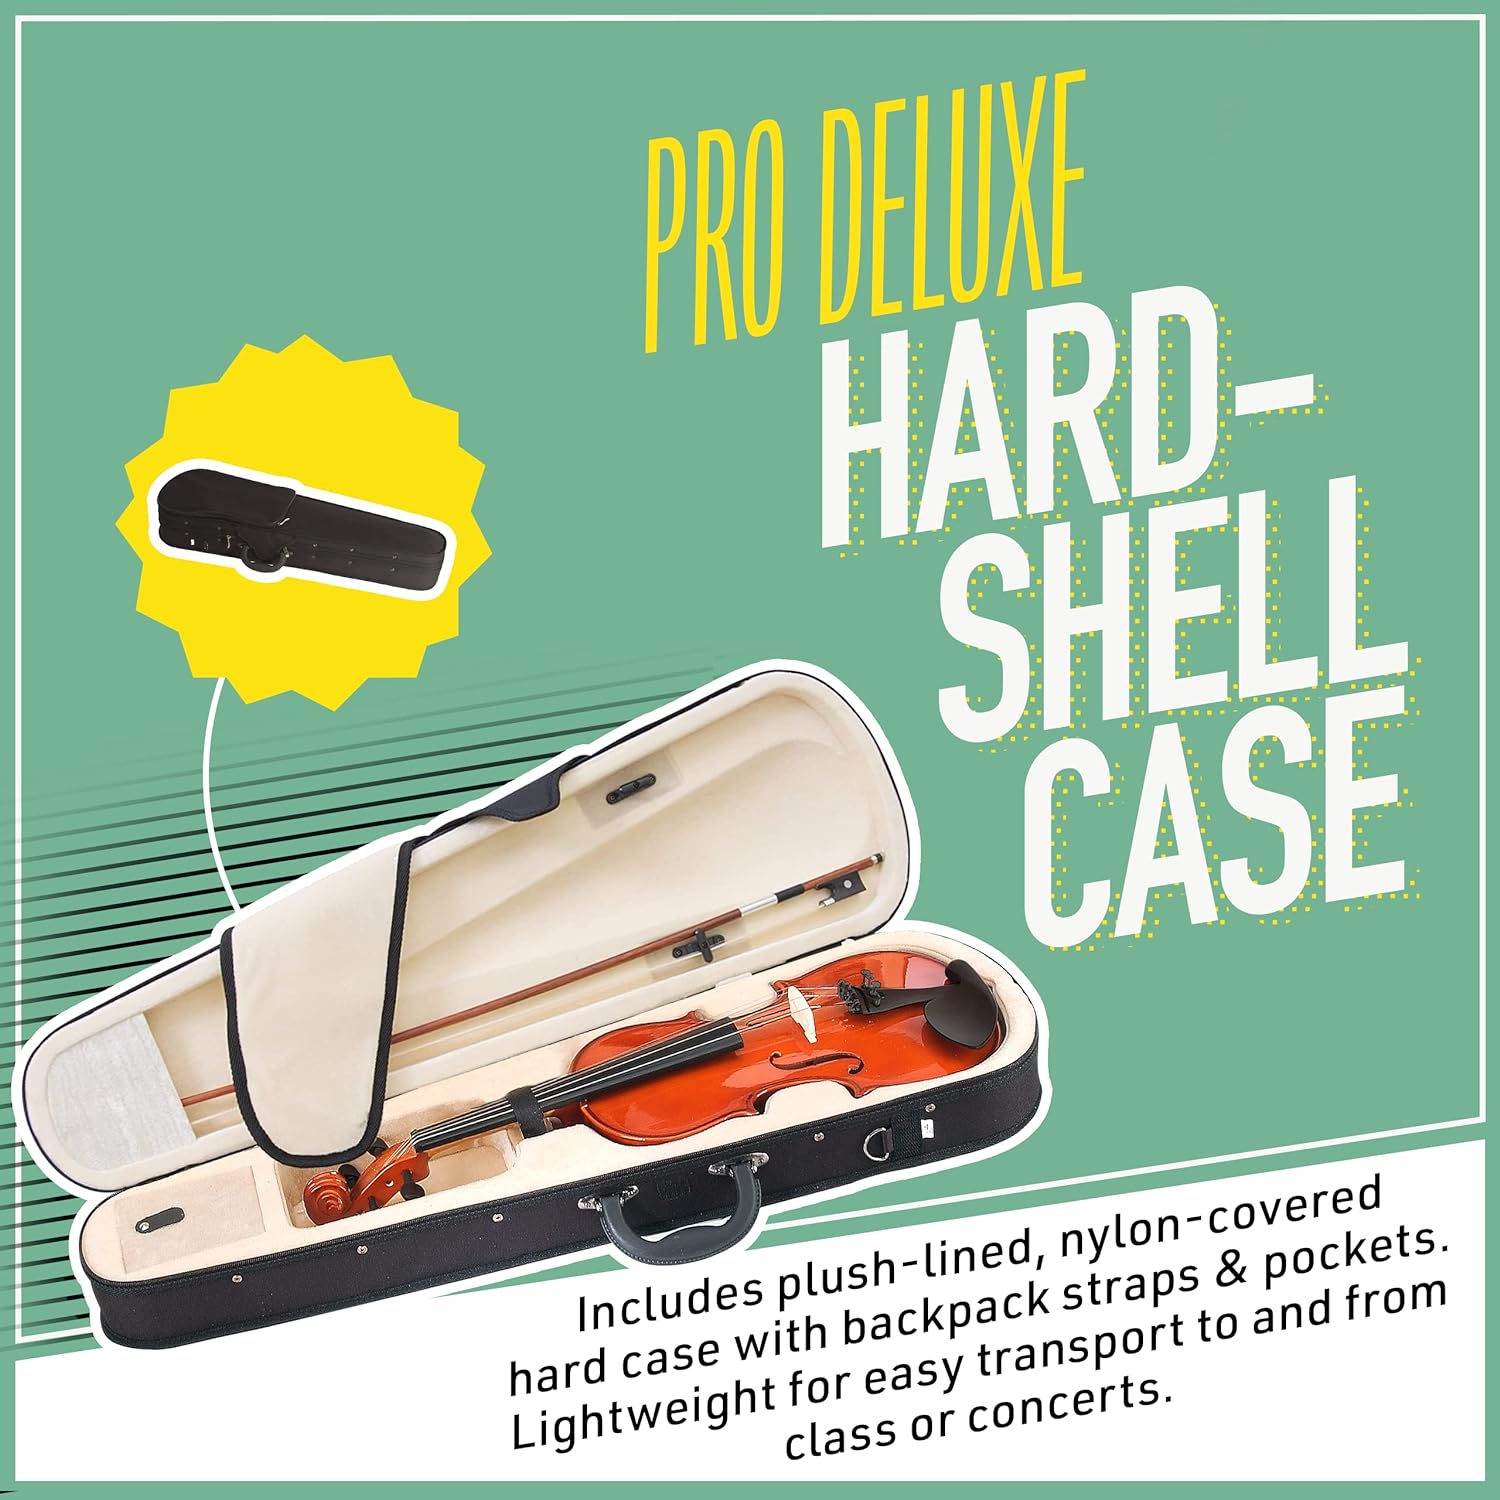 PRO DELUXE
HARD-
SHELL
CASE
Includes plush-lined, nylon-covered
hard case with backpack straps & pockets.
Lightweight for easy transport to and from
class or concerts.